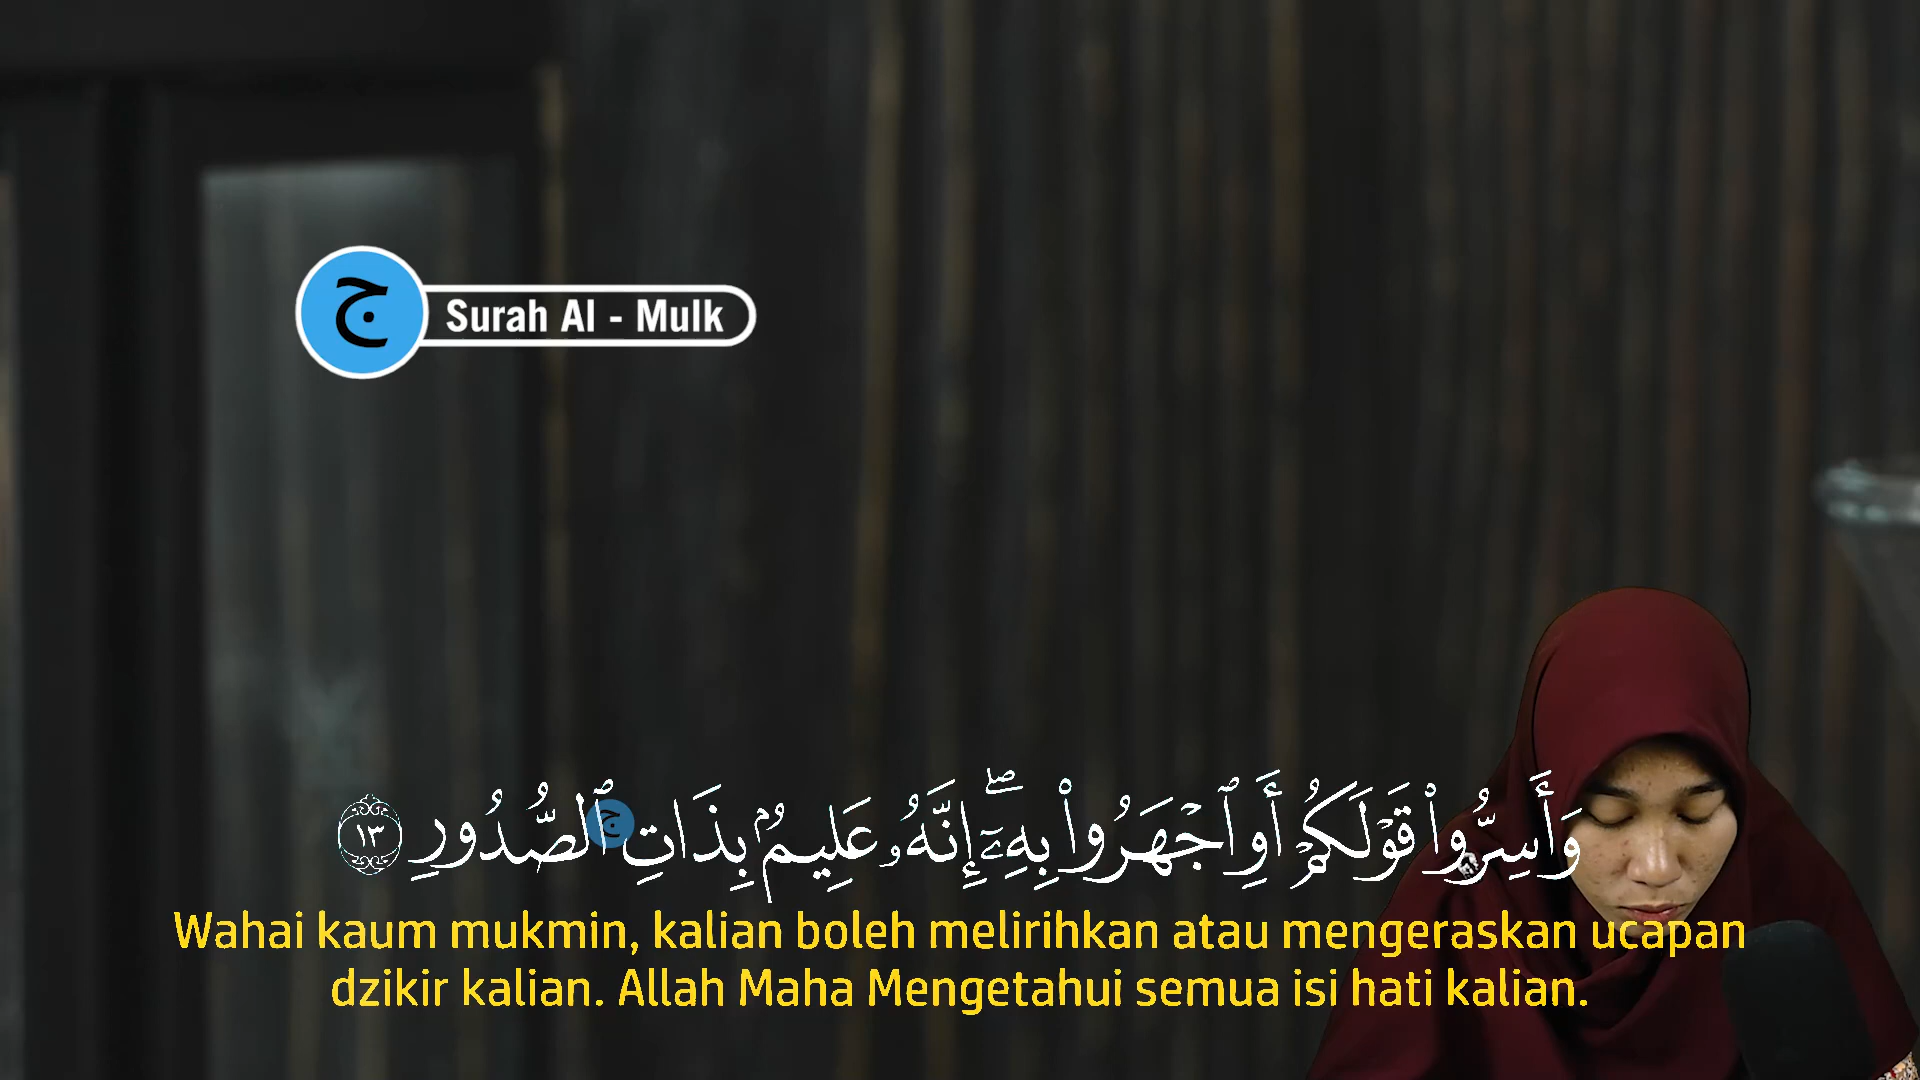 ج
Surah Al - Mulk
وَأَسِرُّوا۟ قَوْلَكُمْ أَوِ ٱجْهَرُوا۟ بِهِۦٓ ۖ إِنَّهُۥ عَلِيمٌۢ بِذَاتِ ٱلصُّدُورِ ١٣
ج
Wahai kaum mukmin, kalian boleh melirihkan atau mengeraskan ucapan
dzikir kalian. Allah Maha Mengetahui semua isi hati kalian.